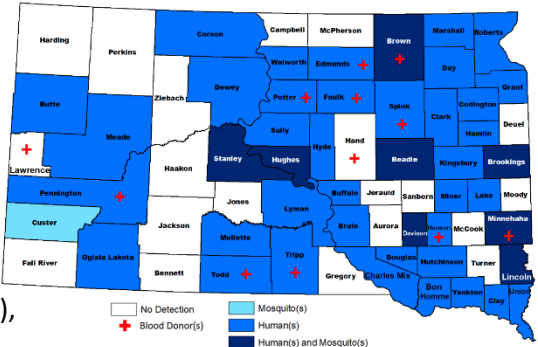 Harding
Perkins
Corson
Campbell
McPherson
Brown
Marshall
Roberts
Walworth
Edmunds
Day
Butte
Ziebach
Dewey
Potter
Faulk
Spink
Codington
Grant
Meade
Clark
Hamlin
Deuel
Lawrence
Haakon
Stanley
Sully
Hughes
Hyde
Hand
Beadle
Kingsbury
Brookings
Pennington
Jones
Lyman
Buffalo
Jerauld
Sanborn
Miner
Lake
Moody
Custer
Jackson
Mellette
Brule
Aurora
Davison
Hanson
McCook
Minnehaha
Fall River
Oglala Lakota
Bennett
Todd
Tripp
Gregory
Charles Mix
Douglas
Hutchinson
Turner
Lincoln
Bon
Homme
Yankton
Clay
Union
),
No Detection
Blood Donor(s)
Mosquito(s)
Human(s)
Human(s) and Mosquito(s)